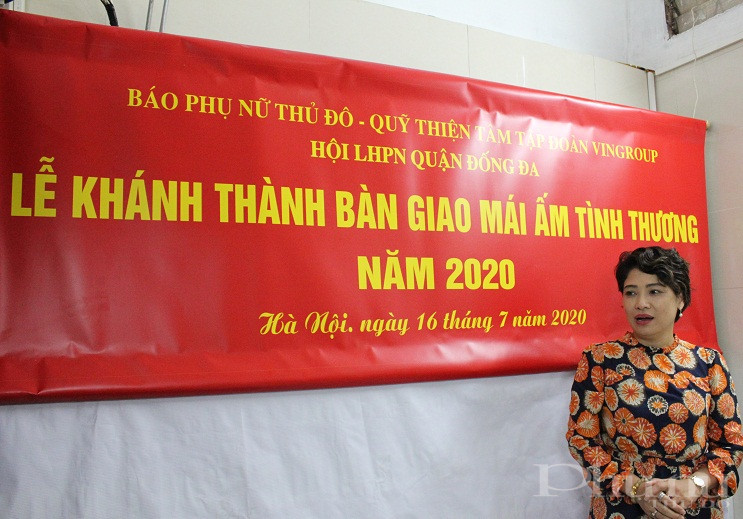 BÁO PHỤ NỮ THỦ ĐÔ - QUỸ THIỆN TÂM TẬP ĐOÀN VINGROUP
HỘI LHPN QUẬN ĐỐNG ĐA
LỄ KHÁNH THÀNH BÀN GIAO MÁI ẤM TÌNH THƯƠNG
NĂM 2020
Hà Nội, ngày 16 tháng 7 năm 2020